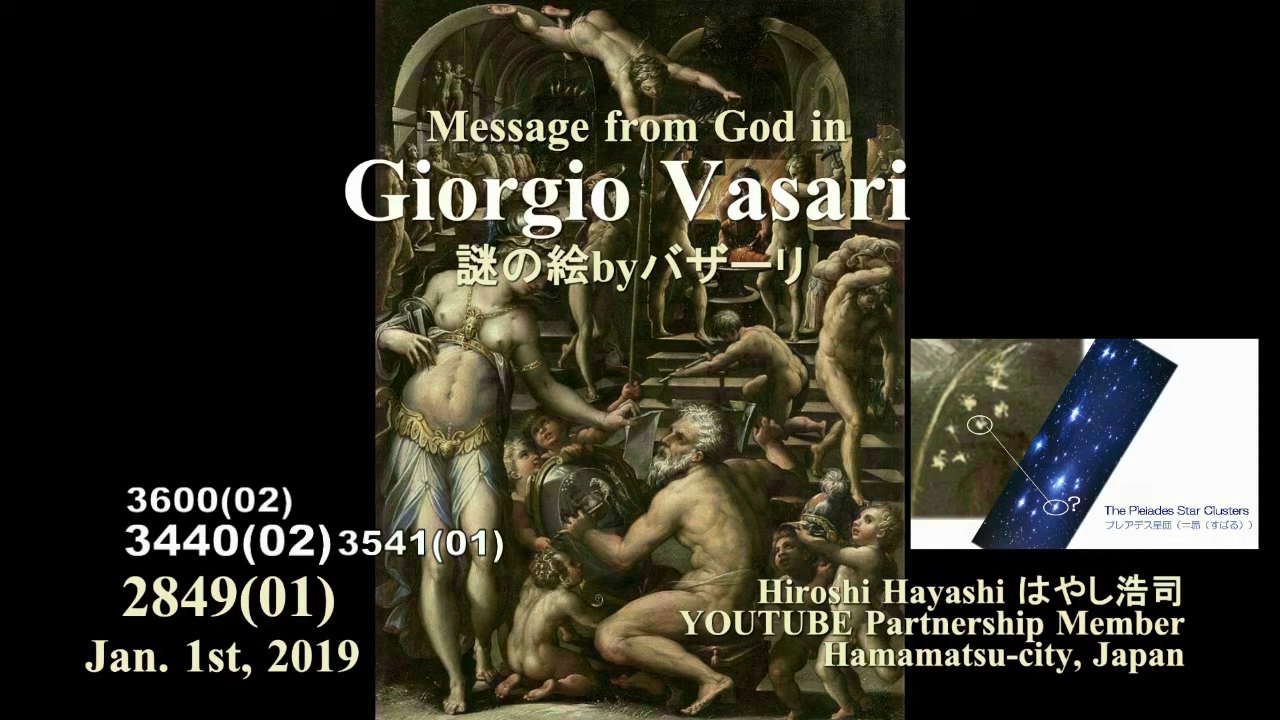 Message from God in
Giorgio Vasari
謎の絵byバザーリ
The Pleiades Star Clusters
プレアデス星団（＝昴（すばる））
?
3600(02)
3440(02)3541(01)
2849(01)
Jan. 1st, 2019
Hiroshi Hayashi はやし浩司
YOUTUBE Partnership Member
Hamamatsu-city, Japan